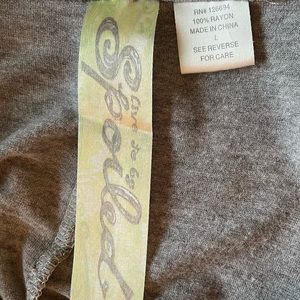 Live to be
Spoiled
RN# 126694
100% RAYON
MADE IN CHINA
L
SEE REVERSE
FOR CARE